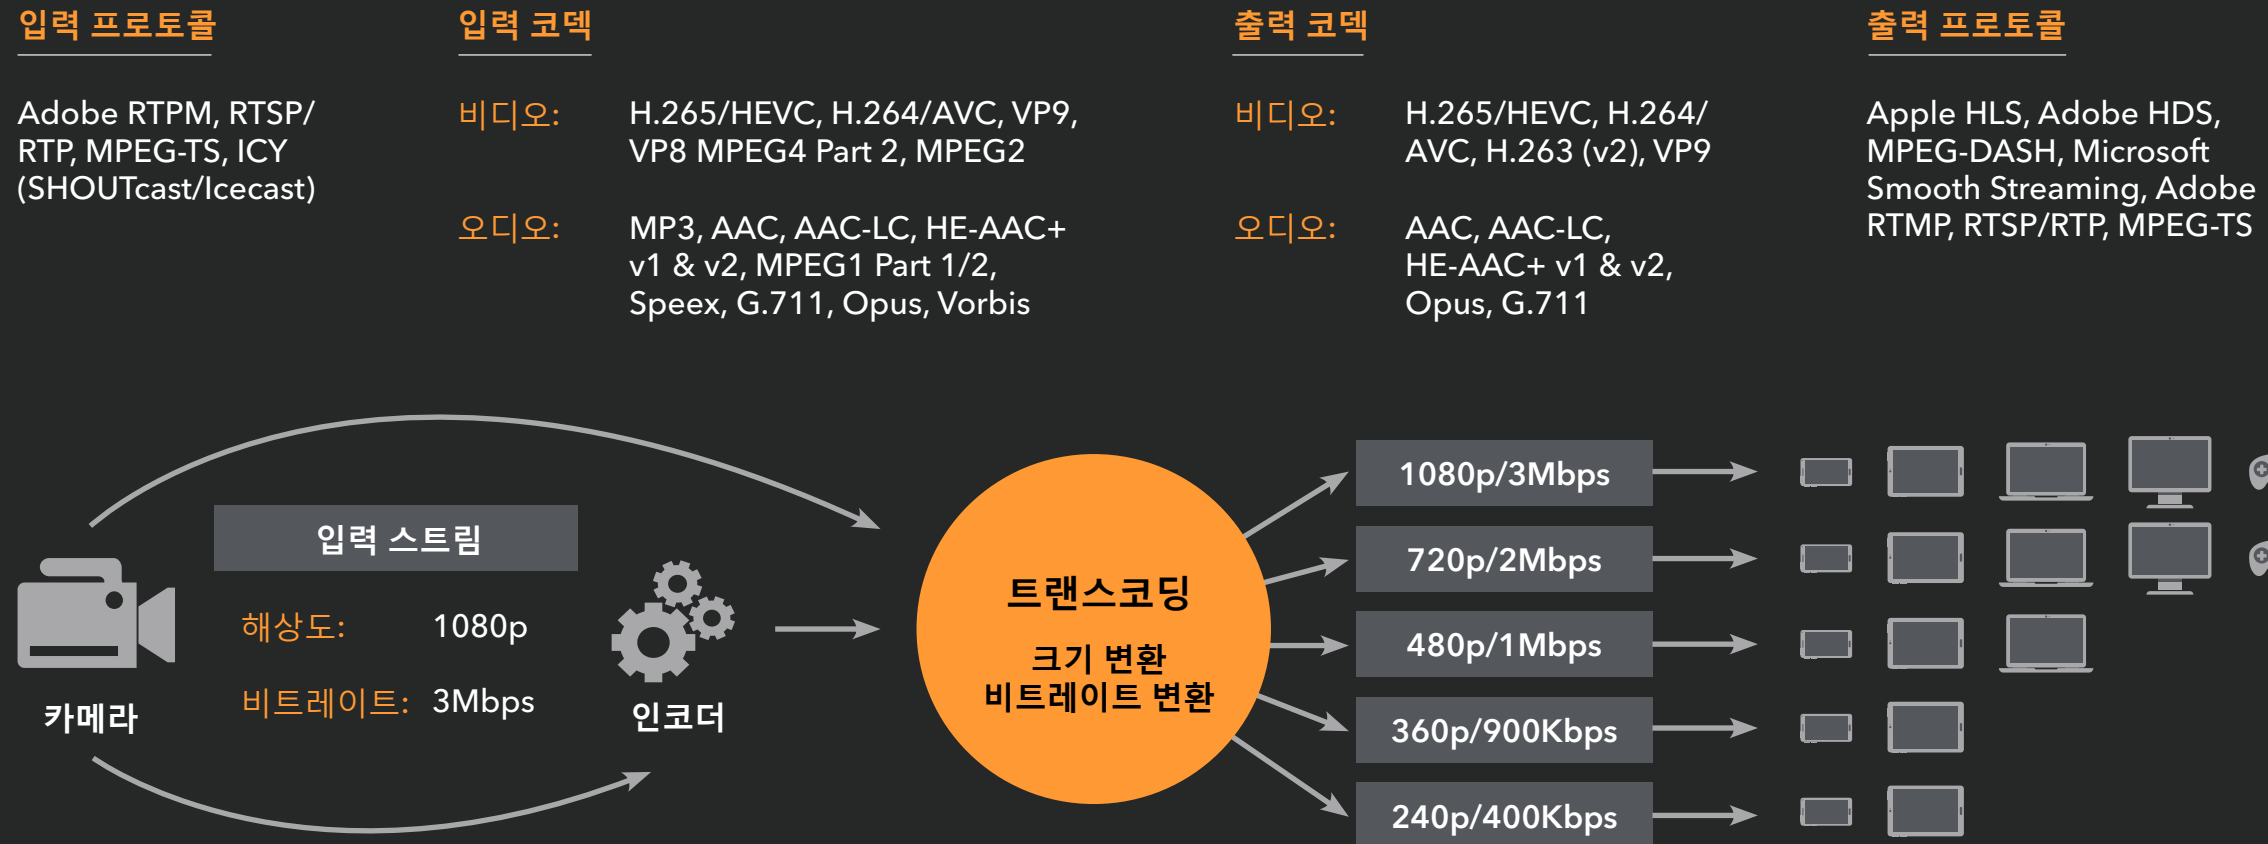 입력 프로토콜
Adobe RTPM, RTSP/
RTP, MPEG-TS, ICY
(SHOUTcast/Icecast)
입력 코덱
비디오: H.265/HEVC, H.264/AVC, VP9,
VP8 MPEG4 Part 2, MPEG2
오디오: MP3, AAC, AAC-LC, HE-AAC+
v1 & v2, MPEG1 Part 1/2,
Speex, G.711, Opus, Vorbis
출력 코덱
비디오: H.265/HEVC, H.264/
AVC, H.263 (v2), VP9
오디오: AAC, AAC-LC,
HE-AAC+ v1 & v2,
Opus, G.711
출력 프로토콜
Apple HLS, Adobe HDS,
MPEG-DASH, Microsoft
Smooth Streaming, Adobe
RTMP, RTSP/RTP, MPEG-TS
카메라
입력 스트림
해상도: 1080p
비트레이트: 3Mbps
인코더
트랜스코딩
크기 변환
비트레이트 변환
1080p/3Mbps
720p/2Mbps
480p/1Mbps
360p/900Kbps
240p/400Kbps